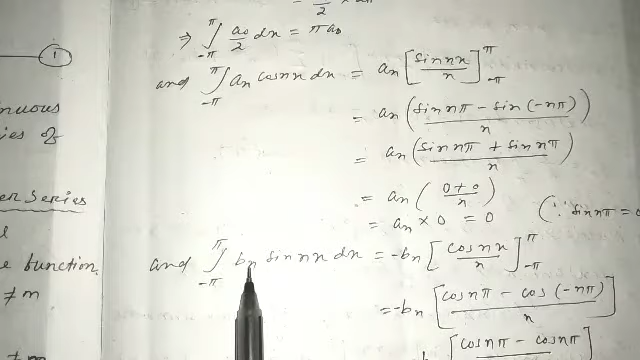 ⇒ ∫_{-π}^{π} a₀/2 dx = π a₀
1
and ∫_{-π}^{π} aₙ cos nx dx = aₙ [sin nx / n]_{-π}^{π}
= aₙ (sin nπ - sin (-nπ) / n)
= aₙ (sin nπ + sin nπ / n)
= aₙ (0+0 / n)
= aₙ × 0 = 0 (∵ sin nπ = 0
and ∫_{-π}^{π} bₙ sin nx dx = -bₙ [cos nx / n]_{-π}^{π}
= -bₙ [cos nπ - cos (-nπ) / n]
[cos nπ - cos nπ
nuous
ies of
er Series
e function
≠ m
≠ m